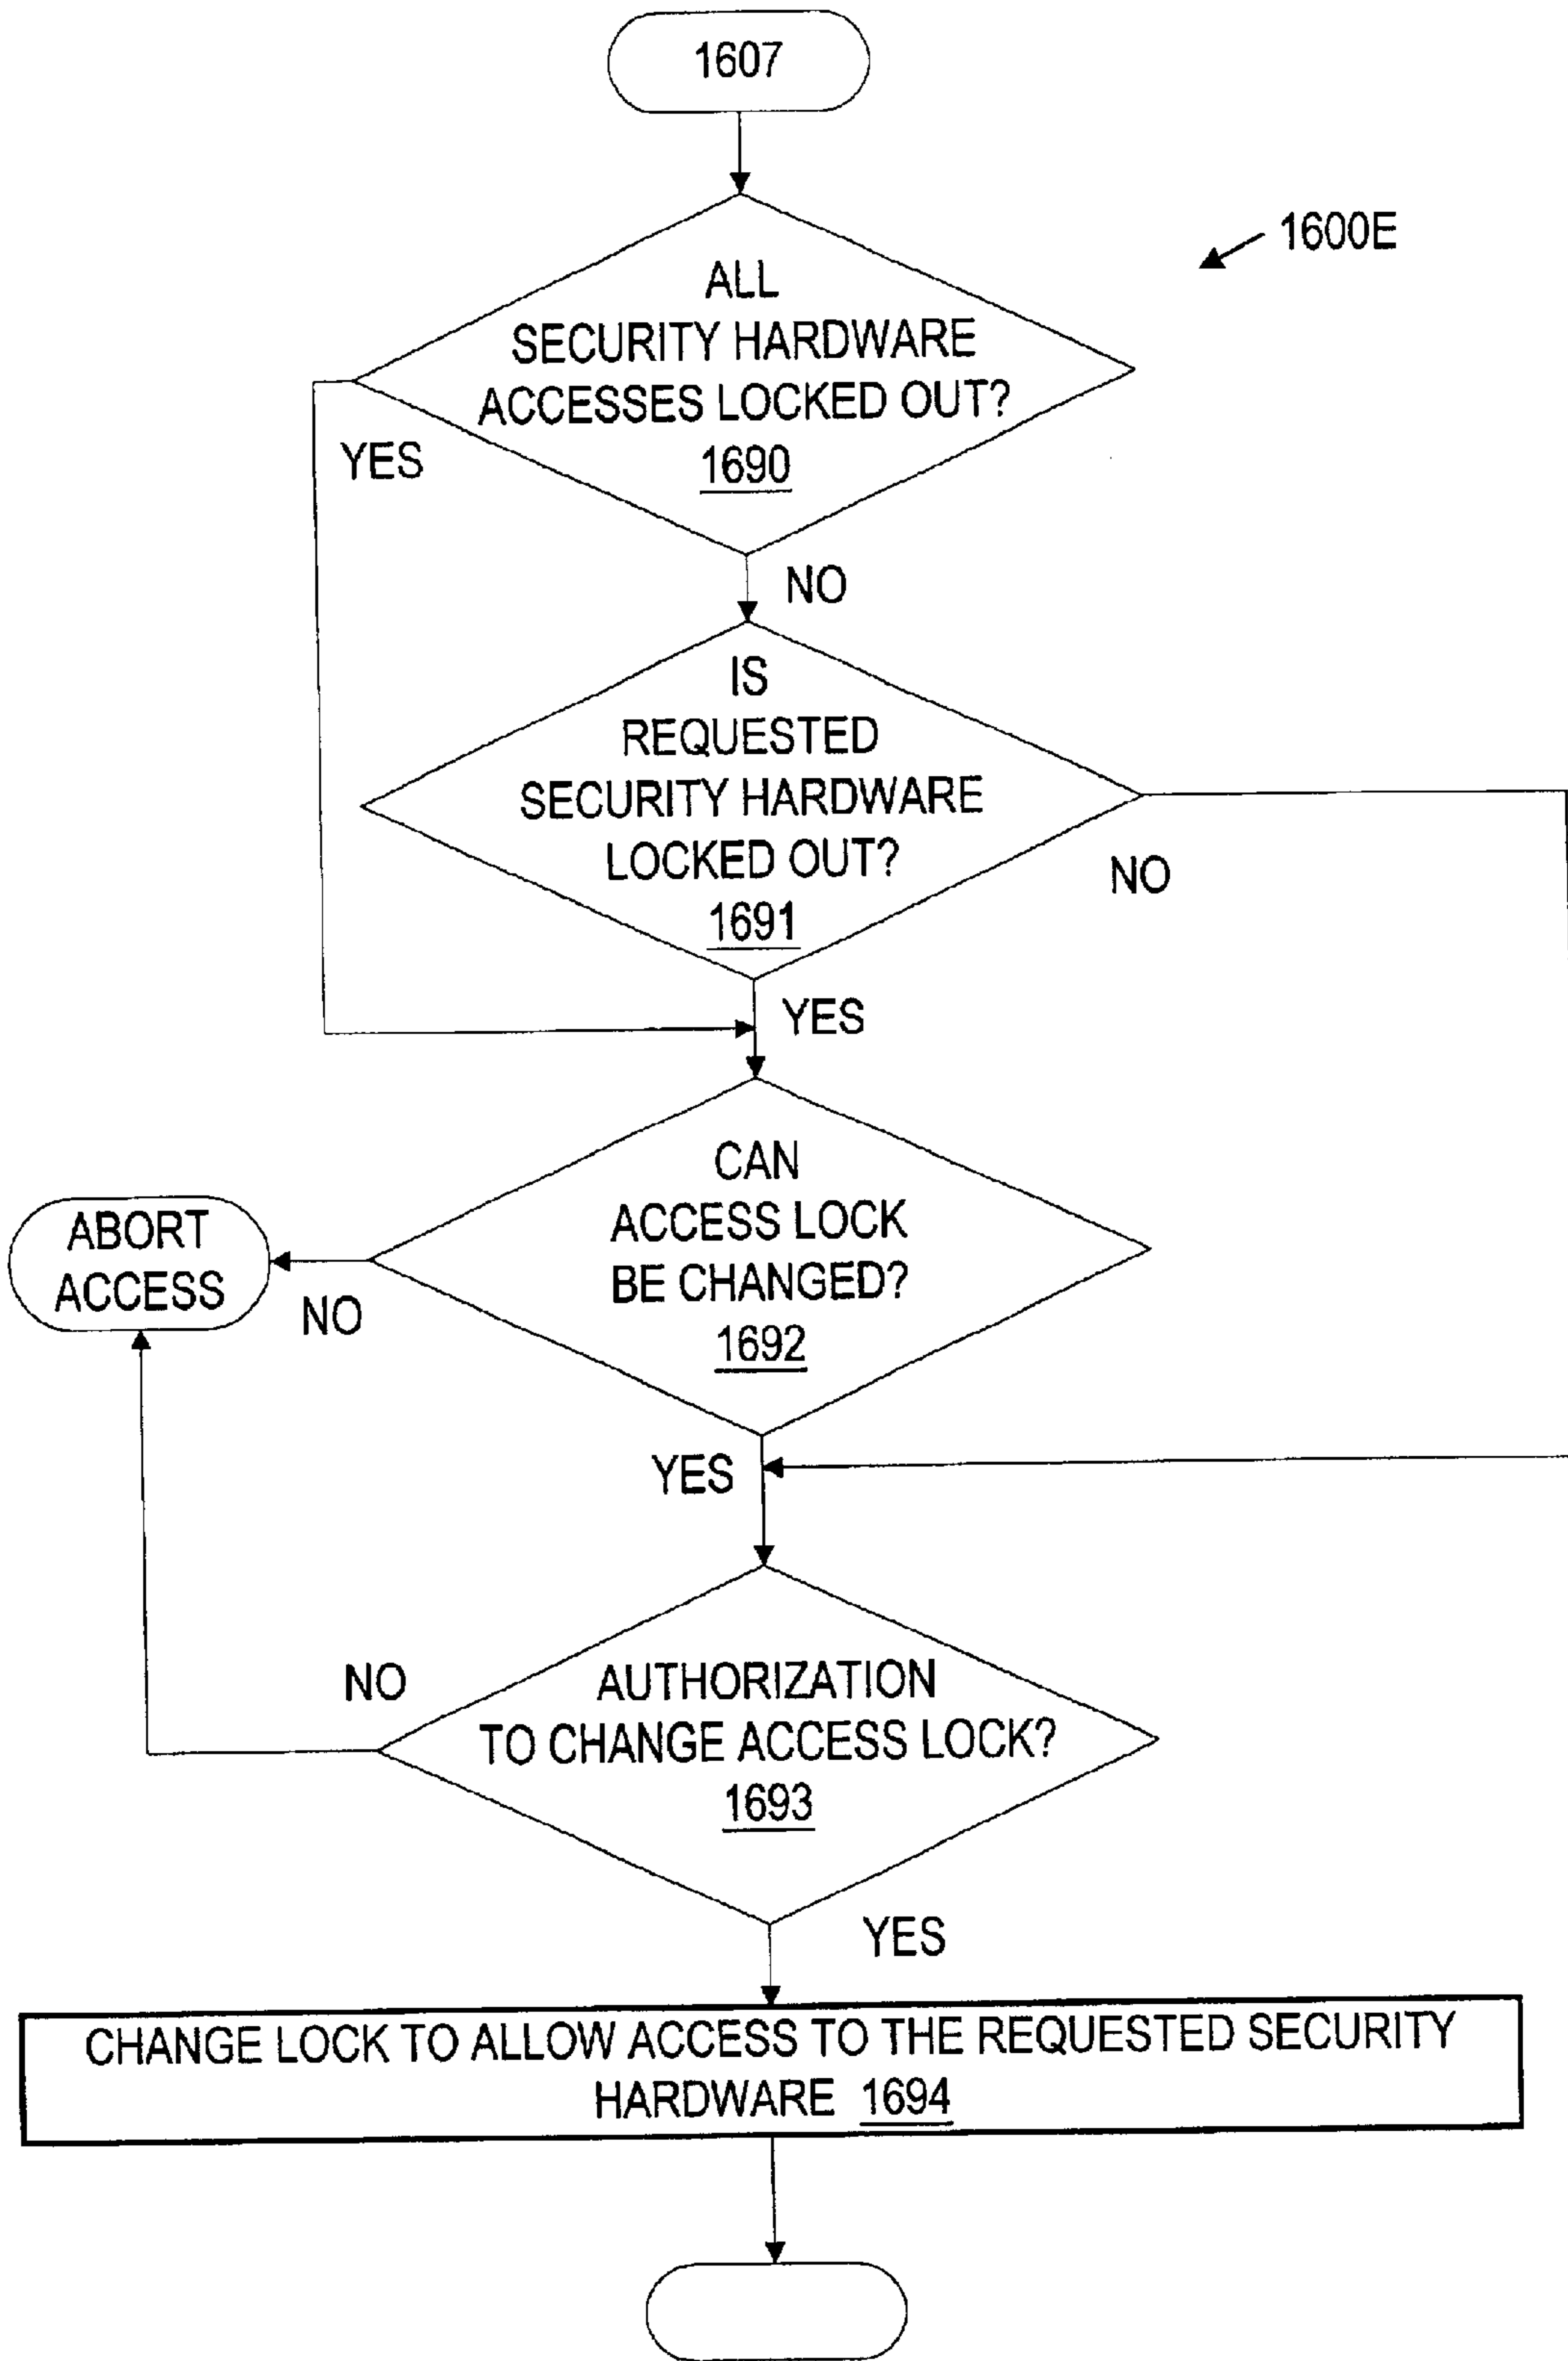 1607
1600E
ALL
SECURITY HARDWARE
ACCESSES LOCKED OUT?
1690
YES
NO
IS
REQUESTED
SECURITY HARDWARE
LOCKED OUT?
1691
NO
YES
CAN
ACCESS LOCK
BE CHANGED?
1692
ABORT
ACCESS
NO
YES
AUTHORIZATION
TO CHANGE ACCESS LOCK?
1693
NO
YES
CHANGE LOCK TO ALLOW ACCESS TO THE REQUESTED SECURITY
HARDWARE 1694